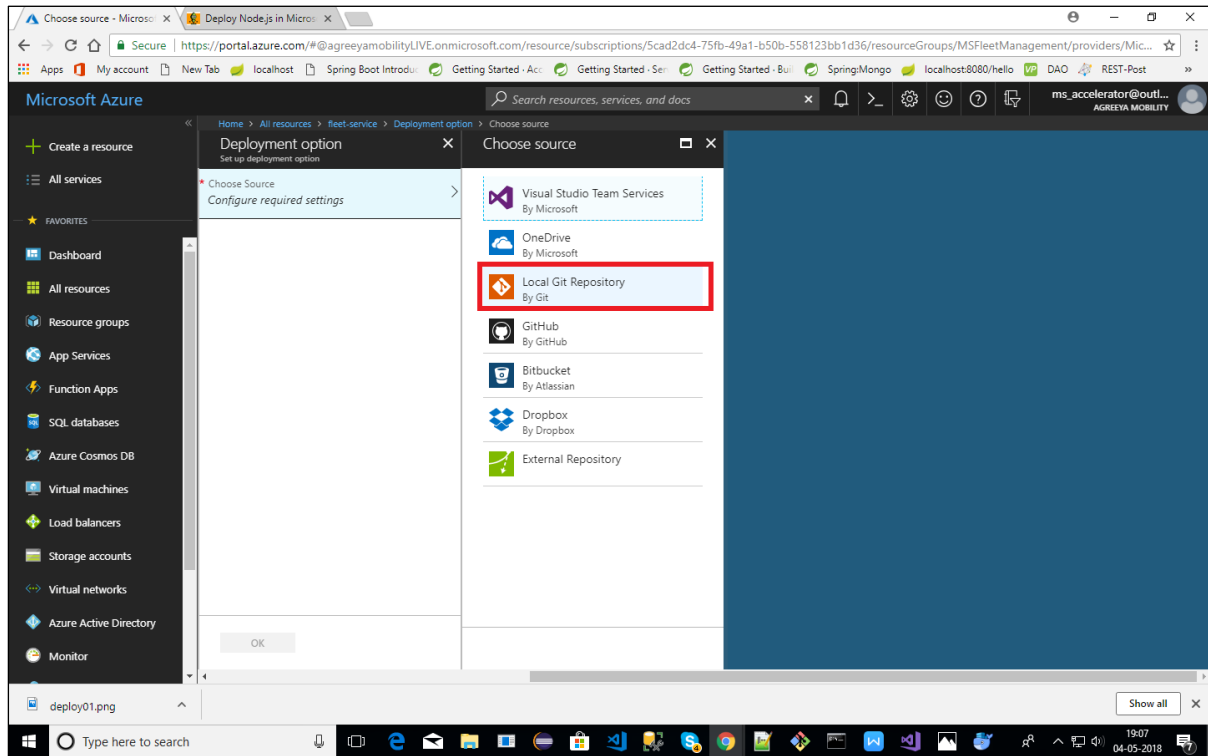 Choose source - Microso
Deploy Node.js in Micros
Secure
https://portal.azure.com/#@agreeyamobilityLIVE.onmicrosoft.com/resource/subscriptions/5cad2dc4-75fb-49a1-b50b-558123bb1d36/resourceGroups/MSFleetManagement/providers/Mic...
Apps
My account
New Tab
localhost
Spring Boot Introduc
Getting Started · Acc
Getting Started · Ser
Getting Started · Buil
Spring:Mongo
localhost:8080/hello
VP DAO
REST-Post
»
Microsoft Azure
Search resources, services, and docs
ms_accelerator@outl...
AGREEYA MOBILITY
Home > All resources > fleet-service > Deployment option > Choose source
Create a resource
All services
FAVORITES
Dashboard
All resources
Resource groups
App Services
Function Apps
SQL databases
Azure Cosmos DB
Virtual machines
Load balancers
Storage accounts
Virtual networks
Azure Active Directory
Monitor
Deployment option
Set up deployment option
* Choose Source
Configure required settings
OK
Choose source
Visual Studio Team Services
By Microsoft
OneDrive
By Microsoft
Local Git Repository
By Git
GitHub
By GitHub
Bitbucket
By Atlassian
Dropbox
By Dropbox
External Repository
deploy01.png
Show all
Type here to search
19:07
04-05-2018